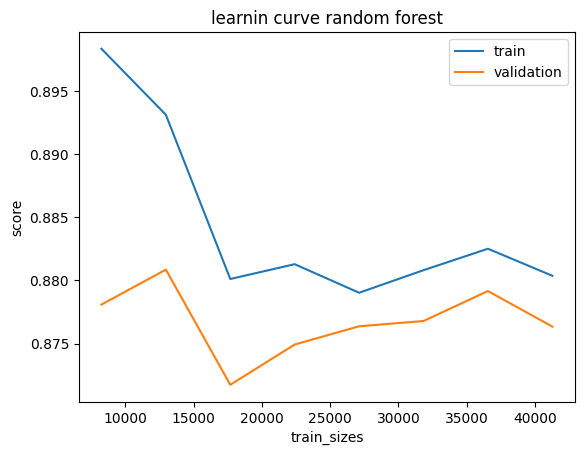 learnin curve random forest
train
validation
0.895
0.890
0.885
0.880
0.875
score
10000 15000 20000 25000 30000 35000 40000
train_sizes